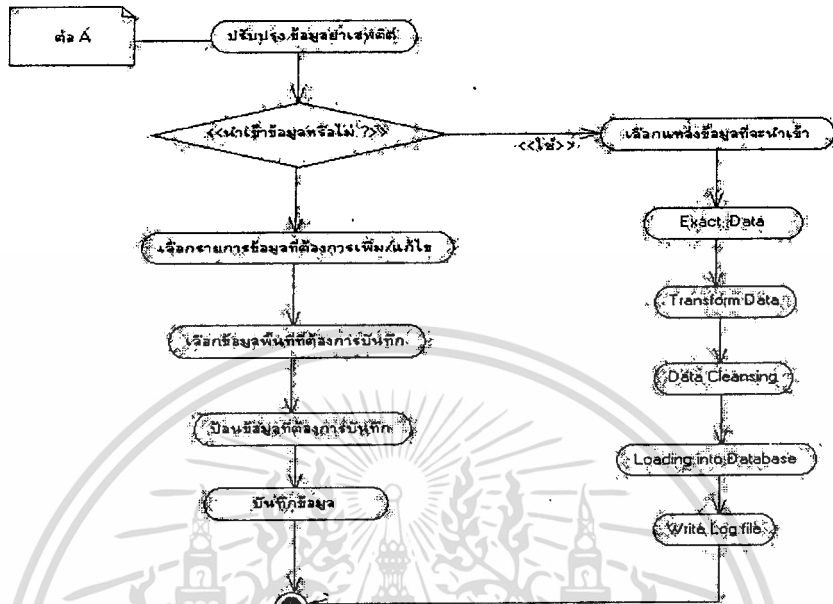 ต่อ A
ปรับปรุงข้อมูลยาเสพติด
<<นำเข้าข้อมูลหรือไม่ ?>>
<<ใช่>>
เลือกแหล่งข้อมูลที่จะนำเข้า
Exact Data
Transform Data
Data Cleansing
Loading into Database
Write Log file
เลือกรายการข้อมูลที่ต้องการเพิ่ม/แก้ไข
เลือกข้อมูลพื้นที่ที่ต้องการบันทึก
ป้อนข้อมูลที่ต้องการบันทึก
บันทึกข้อมูล